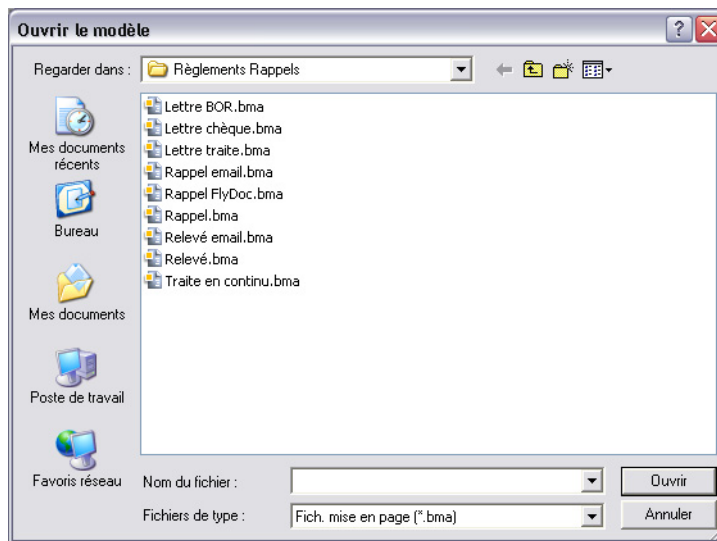 Ouvrir le modèle
Regarder dans :
Règlements Rappels
Mes documents
récents
Bureau
Mes documents
Poste de travail
Favoris réseau
Lettre BOR.bma
Lettre chèque.bma
Lettre traite.bma
Rappel email.bma
Rappel FlyDoc.bma
Rappel.bma
Relevé email.bma
Relevé.bma
Traite en continu.bma
Nom du fichier :
Ouvrir
Fichiers de type :
Fich. mise en page (*.bma)
Annuler